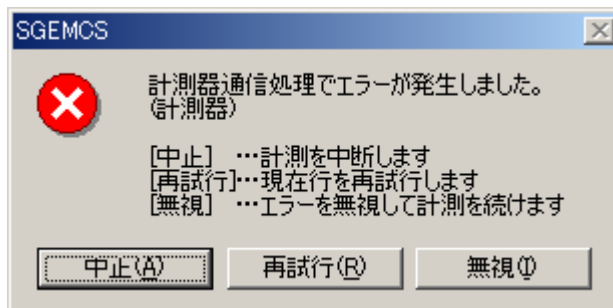 SGEMCS
計測器通信処理でエラーが発生しました。
(計測器)
[中止] …計測を中断します
[再試行]…現在行を再試行します
[無視] …エラーを無視して計測を続けます
中止(A) 再試行(R) 無視(I)